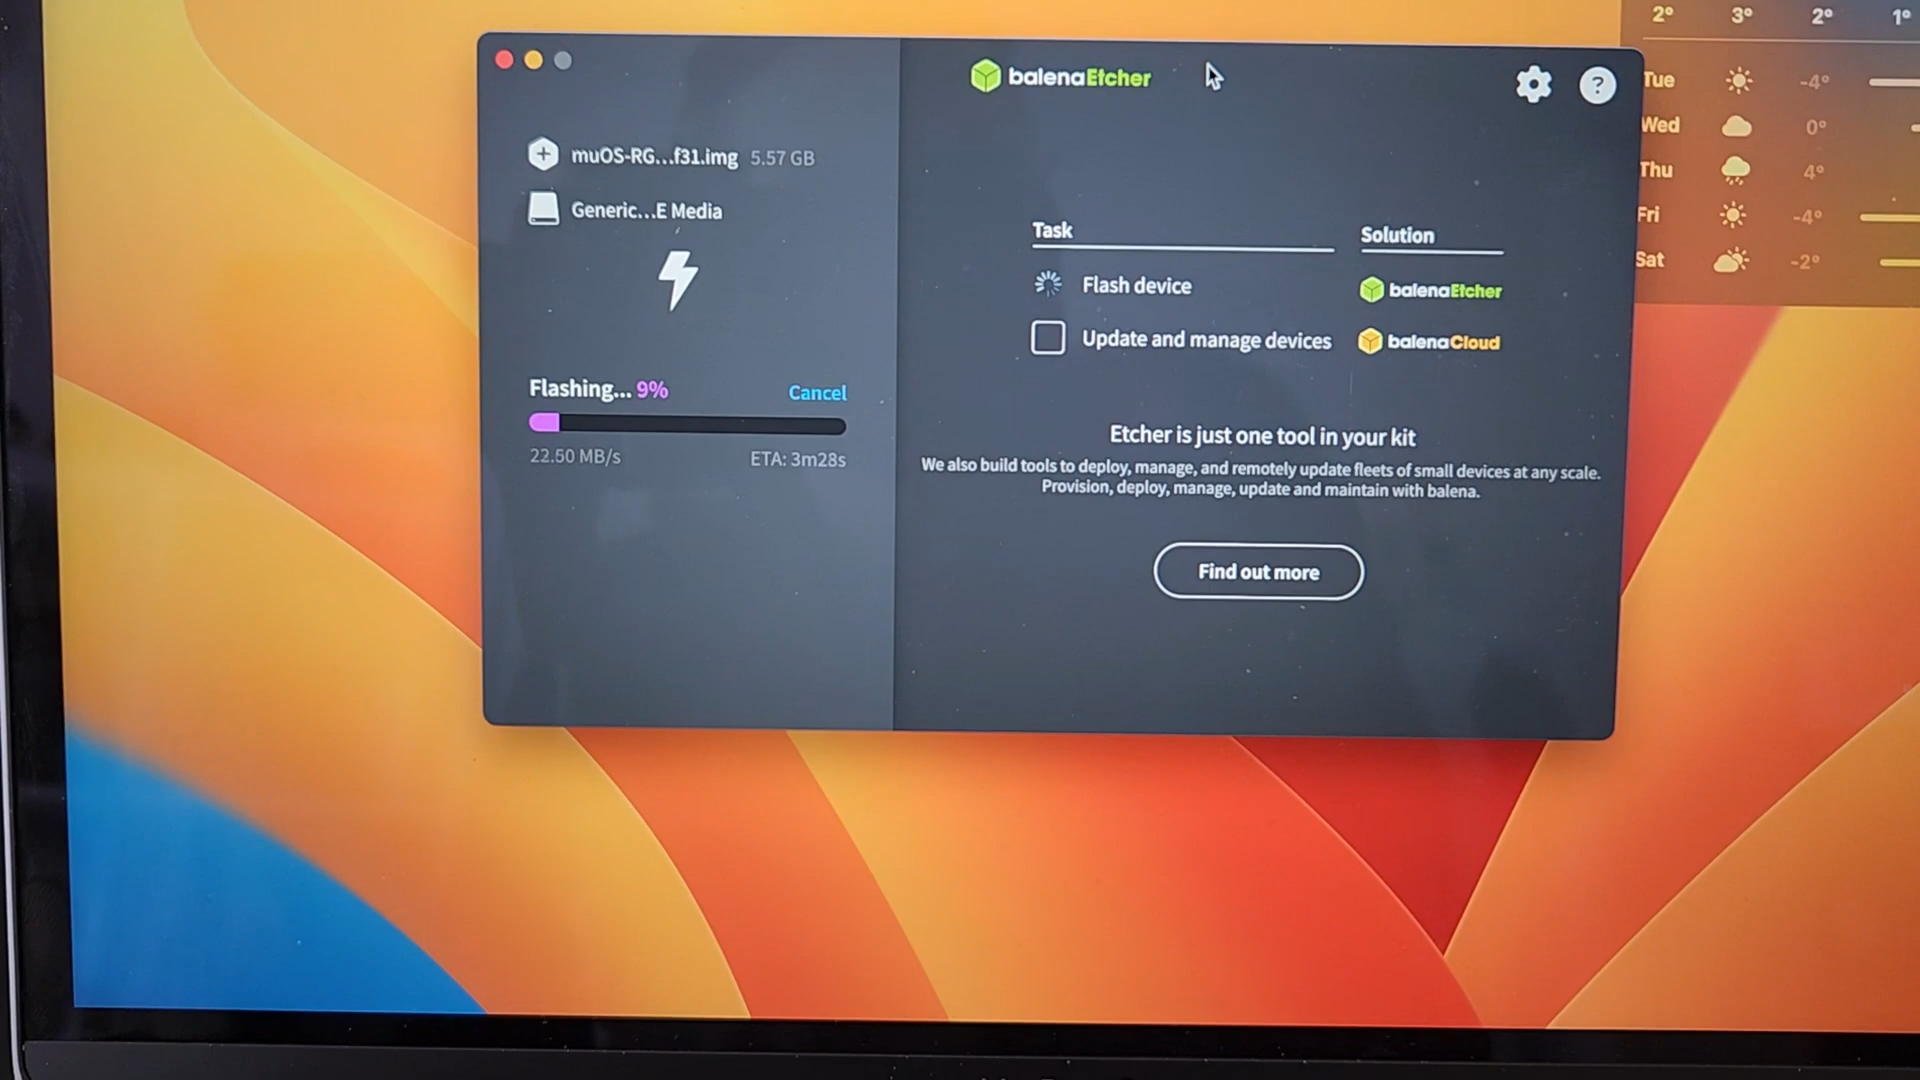 2° 3° 2° 1°
balenaEtcher
?
Tue -4°
Wed 0°
Thu 4°
Fri -4°
Sat -2°
muOS-RG...f31.img 5.57 GB
Generic...E Media
Flashing... 9% Cancel
22.50 MB/s ETA: 3m28s
Task Solution
Flash device balenaEtcher
Update and manage devices balenaCloud
Etcher is just one tool in your kit
We also build tools to deploy, manage, and remotely update fleets of small devices at any scale.
Provision, deploy, manage, update and maintain with balena.
Find out more